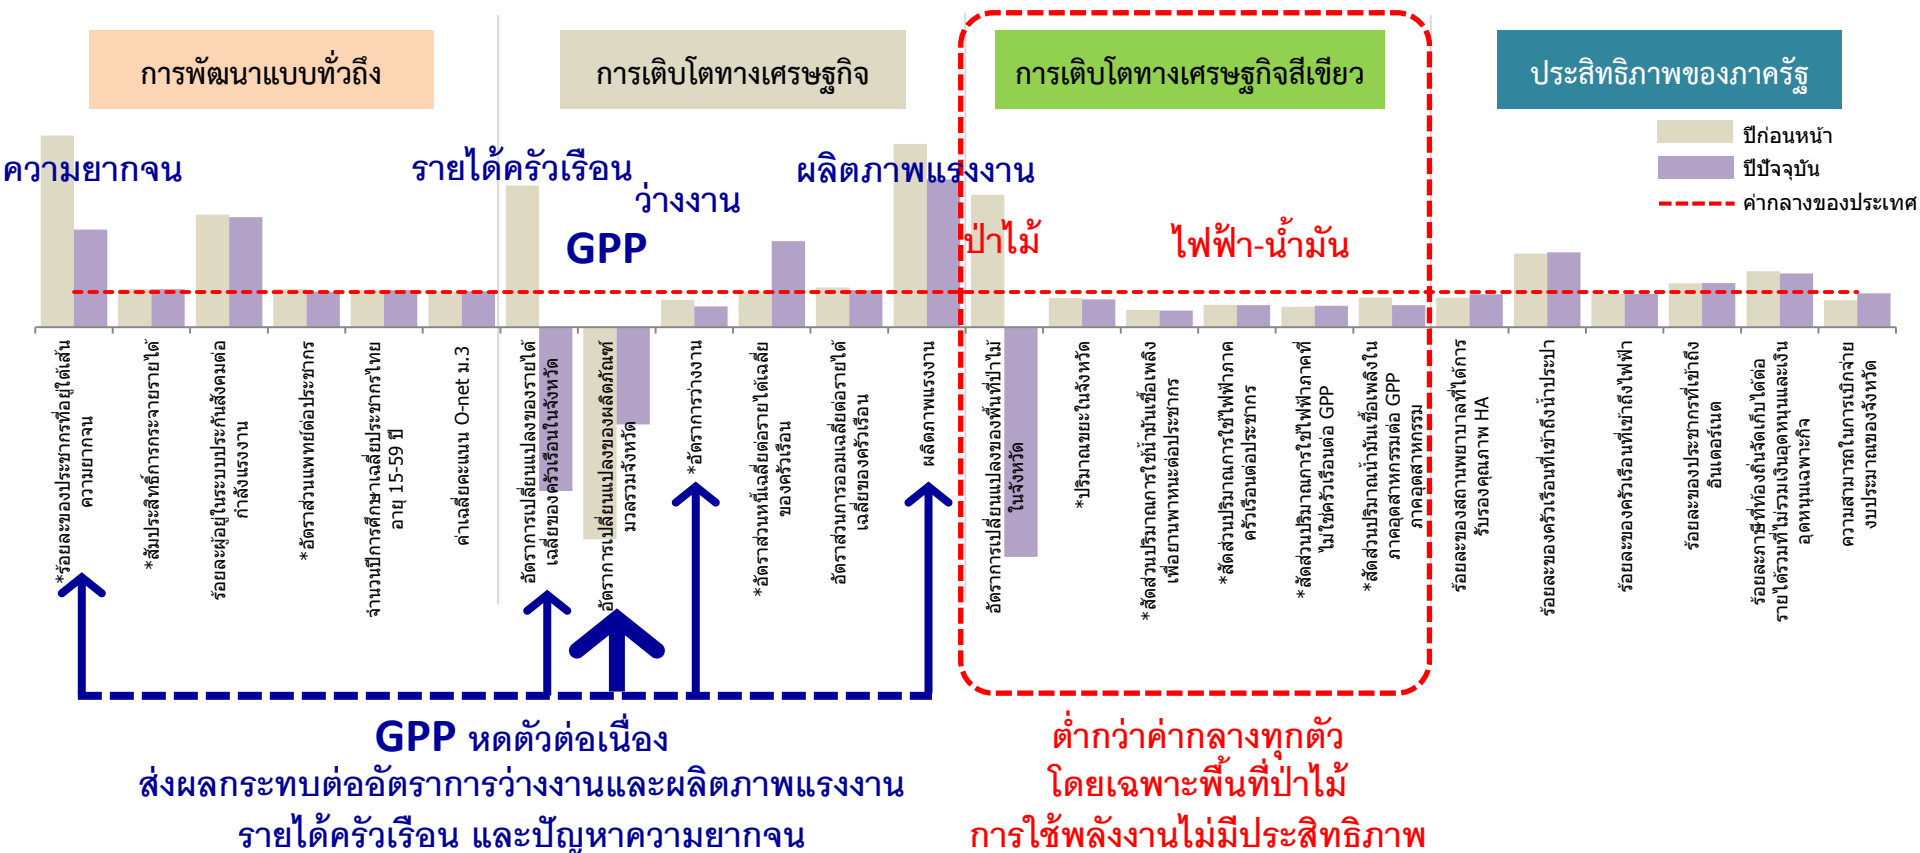 การพัฒนาแบบทั่วถึง
การเติบโตทางเศรษฐกิจ
การเติบโตทางเศรษฐกิจสีเขียว
ประสิทธิภาพของภาครัฐ
ปีก่อนหน้า
ปีปัจจุบัน
ค่ากลางของประเทศ
ความยากจน
รายได้ครัวเรือน
GPP
ว่างงาน
ผลิตภาพแรงงาน
ป่าไม้
ไฟฟ้า-น้ำมัน
*ร้อยละของประชากรที่อยู่ใต้เส้น
ความยากจน
*สัมประสิทธิ์การกระจายรายได้
ร้อยละผู้อยู่ในระบบประกันสังคมต่อ
กำลังแรงงาน
*อัตราส่วนแพทย์ต่อประชากร
จำนวนปีการศึกษาเฉลี่ยประชากรไทย
อายุ 15-59 ปี
ค่าเฉลี่ยคะแนน O-net ม.3
อัตราการเปลี่ยนแปลงของรายได้
เฉลี่ยของครัวเรือนในจังหวัด
อัตราการเปลี่ยนแปลงของผลิตภัณฑ์
มวลรวมจังหวัด
*อัตราการว่างงาน
*อัตราส่วนหนี้เฉลี่ยต่อรายได้เฉลี่ย
ของครัวเรือน
อัตราส่วนการออมเฉลี่ยต่อรายได้
เฉลี่ยของครัวเรือน
ผลิตภาพแรงงาน
อัตราการเปลี่ยนแปลงของพื้นที่ป่าไม้
ในจังหวัด
*ปริมาณขยะในจังหวัด
*สัดส่วนปริมาณการใช้น้ำมันเชื้อเพลิง
เพื่อยานพาหนะต่อประชากร
*สัดส่วนปริมาณการใช้ไฟฟ้าภาค
ครัวเรือนต่อประชากร
*สัดส่วนปริมาณการใช้ไฟฟ้าภาคที่
ไม่ใช่ครัวเรือนต่อ GPP
*สัดส่วนปริมาณน้ำมันเชื้อเพลิงใน
ภาคอุตสาหกรรมต่อ GPP
ภาคอุตสาหกรรม
ร้อยละของสถานพยาบาลที่ได้การ
รับรองคุณภาพ HA
ร้อยละของครัวเรือนที่เข้าถึงน้ำประปา
ร้อยละของครัวเรือนที่เข้าถึงไฟฟ้า
ร้อยละของประชากรที่เข้าถึง
อินเตอร์เนต
ร้อยละภาษีที่ท้องถิ่นจัดเก็บได้ต่อ
รายได้รวมที่ไม่รวมเงินอุดหนุนและเงิน
อุดหนุนเฉพาะกิจ
ความสามารถในการเบิกจ่าย
งบประมาณของจังหวัด
GPP หดตัวต่อเนื่อง
ส่งผลกระทบต่ออัตราการว่างงานและผลิตภาพแรงงาน
รายได้ครัวเรือน และปัญหาความยากจน
ต่ำกว่าค่ากลางทุกตัว
โดยเฉพาะพื้นที่ป่าไม้
การใช้พลังงานไม่มีประสิทธิภาพ